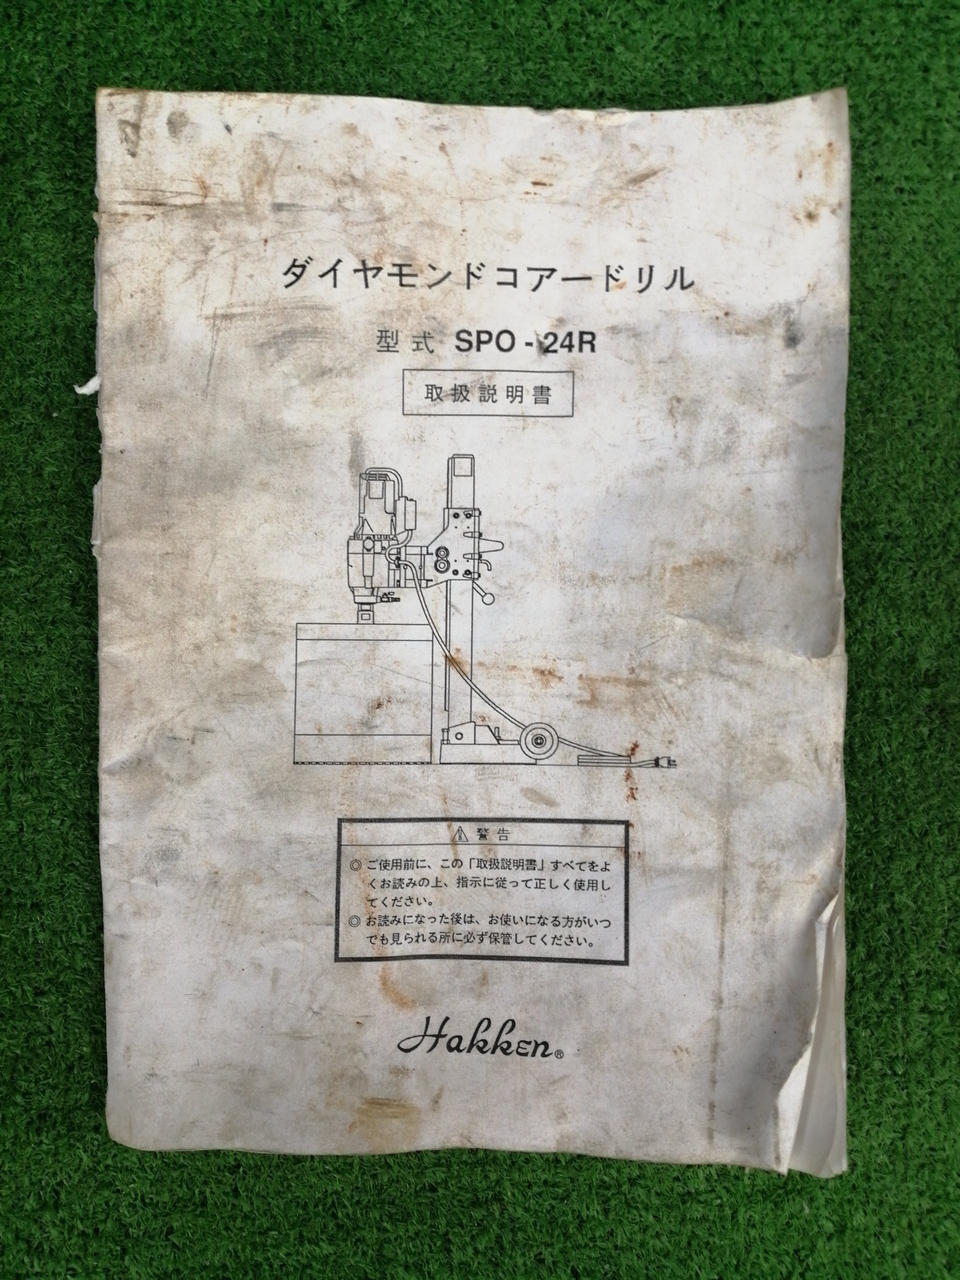 ダイヤモンドコアードリル
型式 SPO-24R
取扱説明書
⚠ 警告
◎ ご使用前に、この「取扱説明書」すべてをよ
くお読みの上、指示に従って正しく使用し
てください。
◎ お読みになった後は、お使いになる方がいつ
でも見られる所に必ず保管してください。
Hakken®